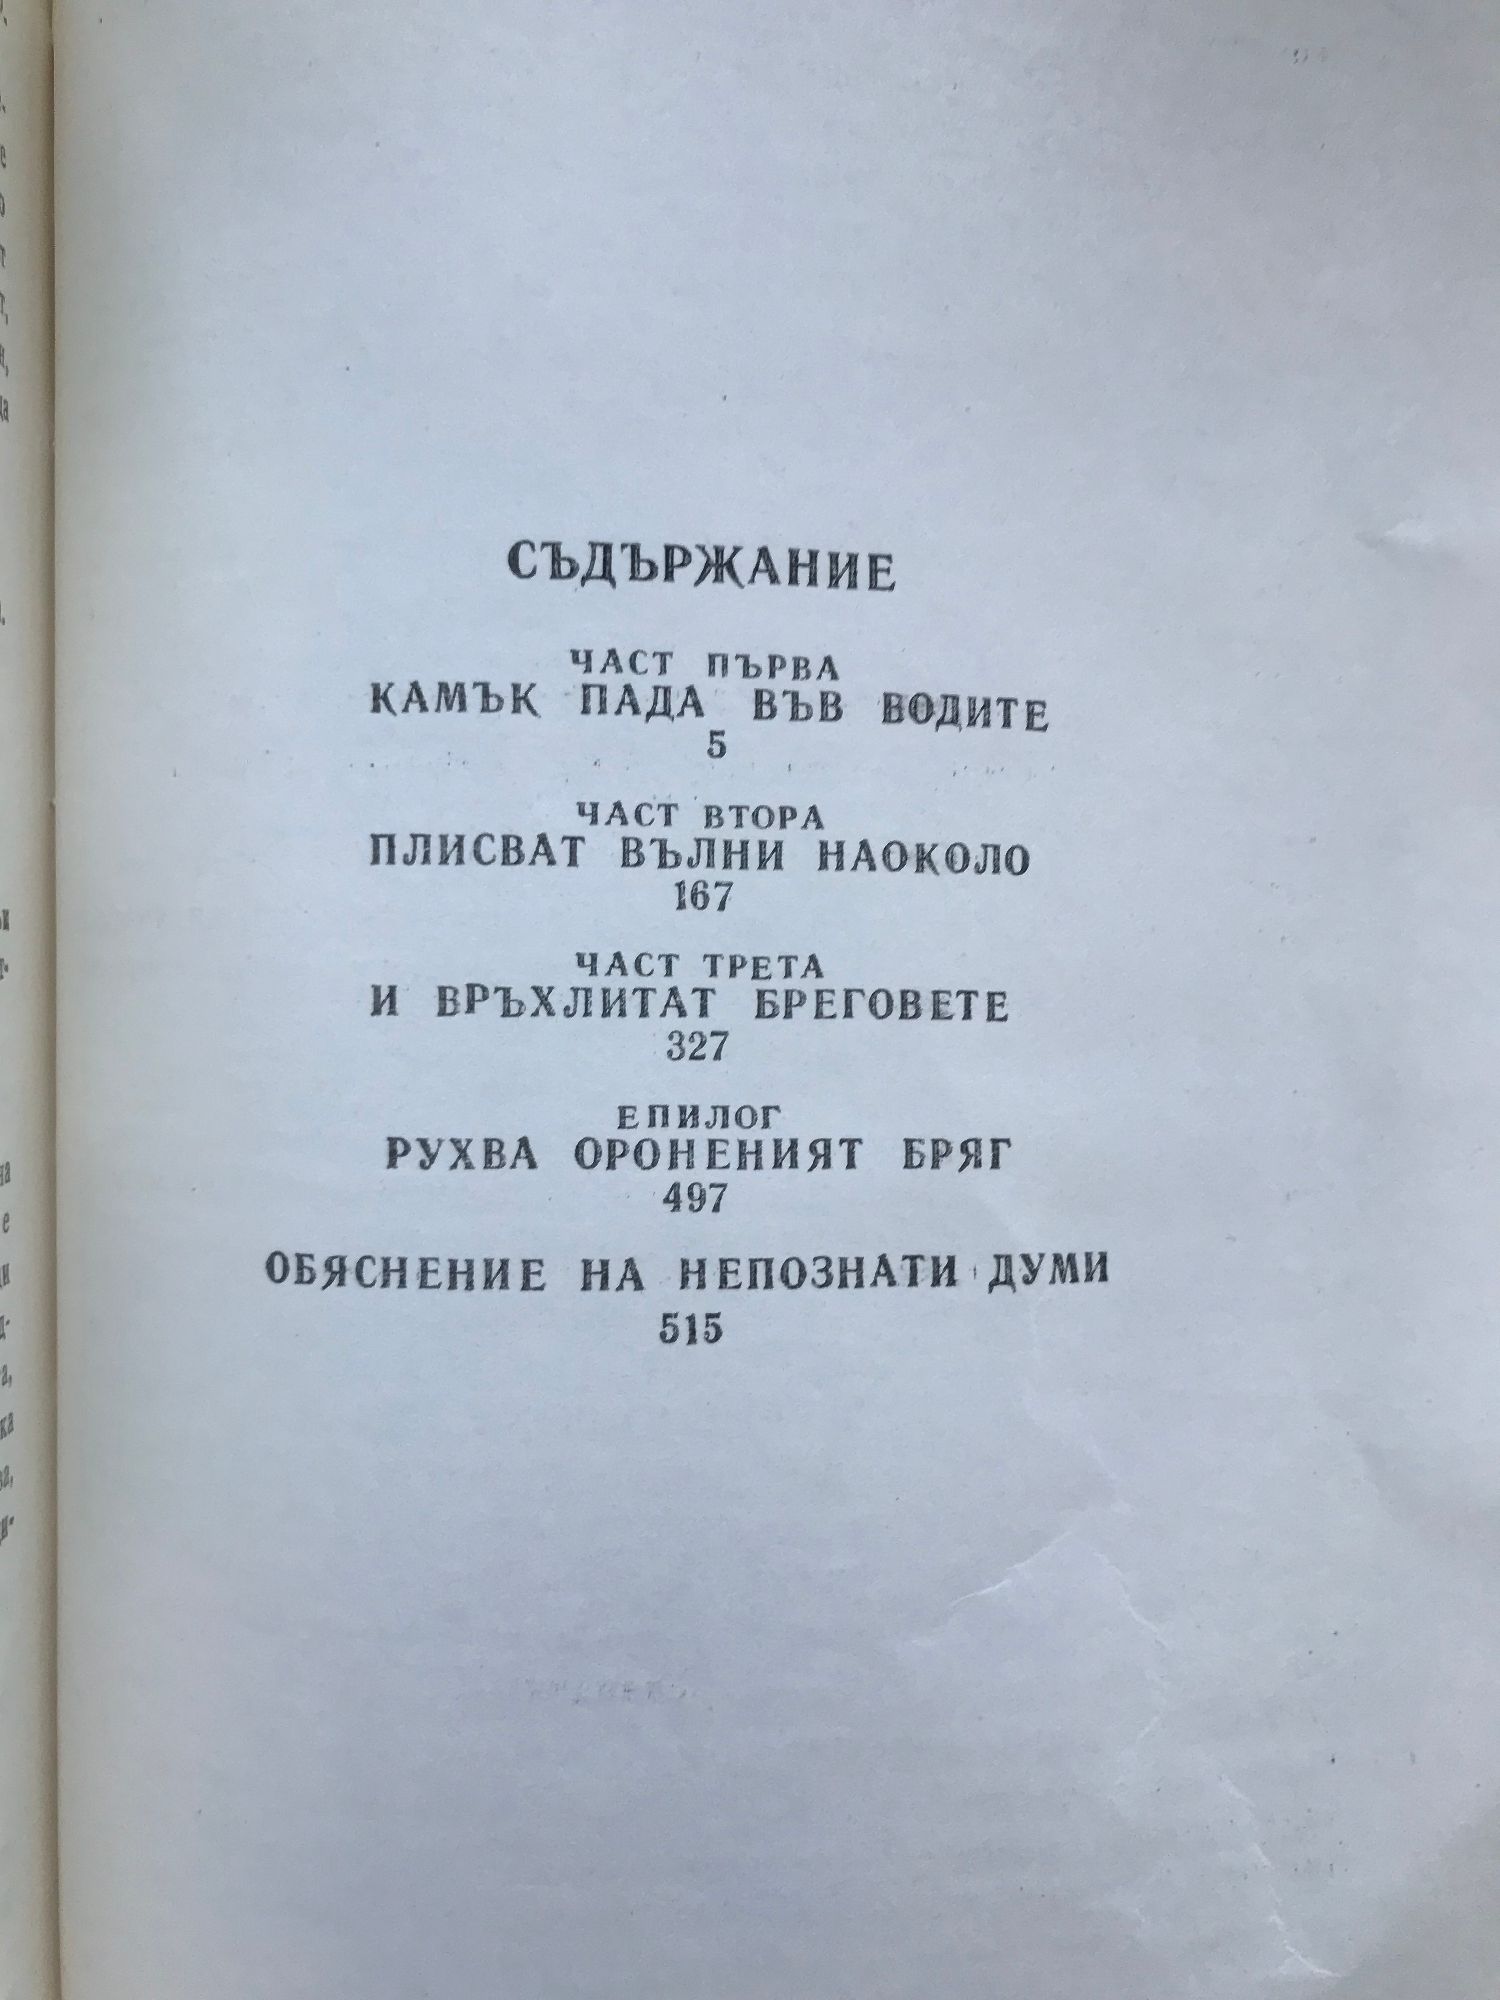 СЪДЪРЖАНИЕ
ЧАСТ ПЪРВА
КАМЪК ПАДА ВЪВ ВОДИТЕ
5
ЧАСТ ВТОРА
ПЛИСВАТ ВЪЛНИ НАОКОЛО
167
ЧАСТ ТРЕТА
И ВРЪХЛИТАТ БРЕГОВЕТЕ
327
ЕПИЛОГ
РУХВА ОРОНЕНИЯТ БРЯГ
497
ОБЯСНЕНИЕ НА НЕПОЗНАТИ ДУМИ
515